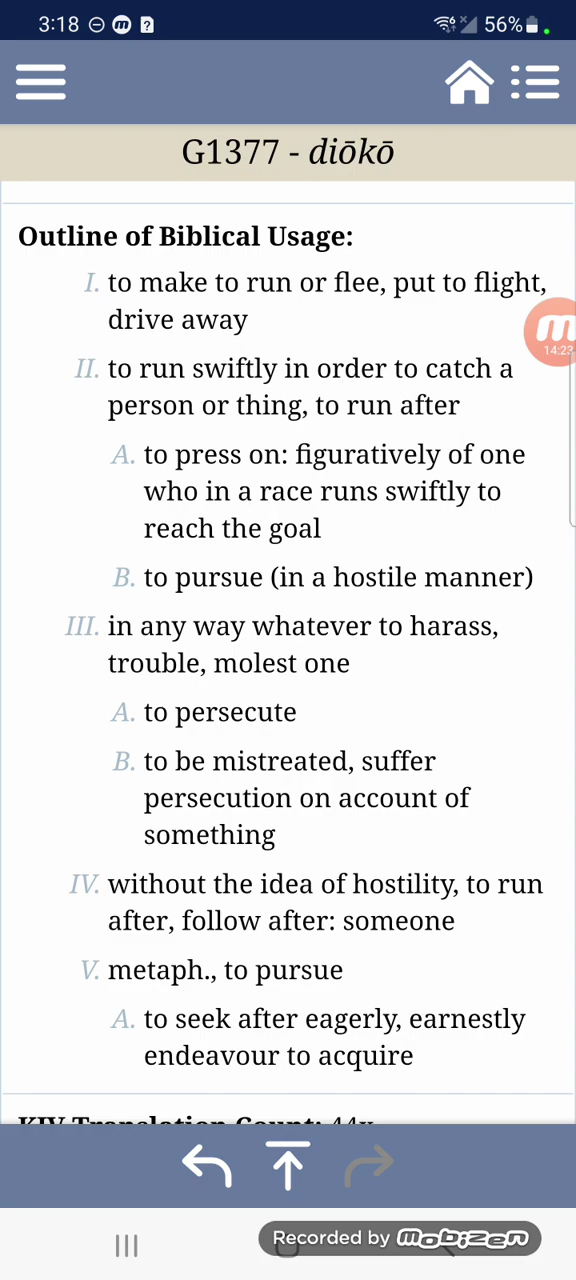 3:18 56%
G1377 - diōkō
Outline of Biblical Usage:
I. to make to run or flee, put to flight,
drive away
14:23
II. to run swiftly in order to catch a
person or thing, to run after
A. to press on: figuratively of one
who in a race runs swiftly to
reach the goal
B. to pursue (in a hostile manner)
III. in any way whatever to harass,
trouble, molest one
A. to persecute
B. to be mistreated, suffer
persecution on account of
something
IV. without the idea of hostility, to run
after, follow after: someone
V. metaph., to pursue
A. to seek after eagerly, earnestly
endeavour to acquire
KJV Translation Count: 44x
Recorded by mobizen